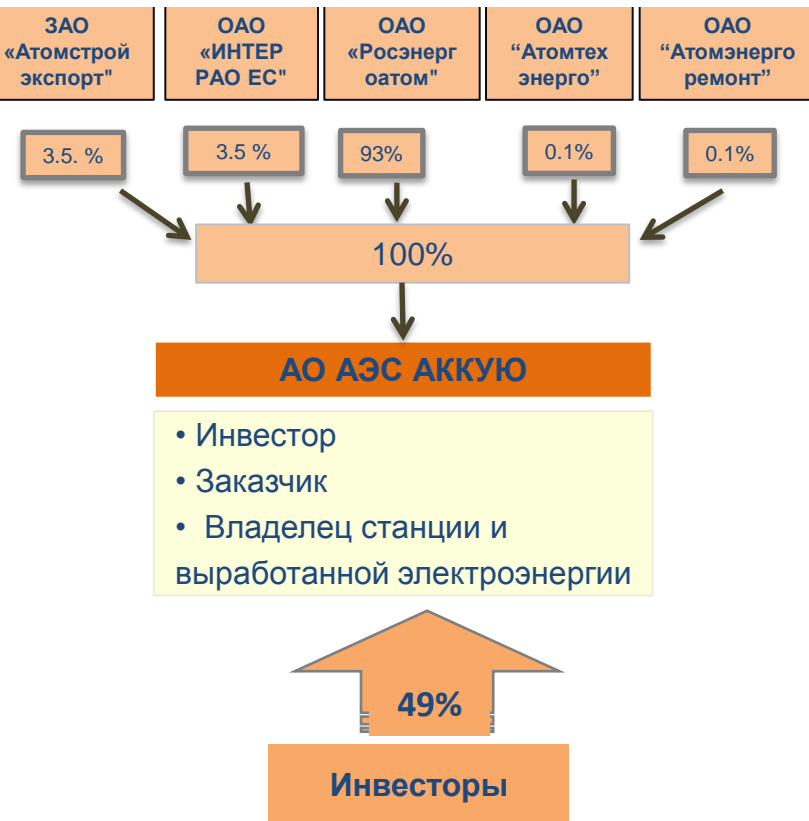 ЗАО
«Атомстрой
экспорт"
ОАО
«ИНТЕР
РАО ЕС"
ОАО
«Росэнерг
оатом"
ОАО
“Атомтех
энерго”
ОАО
“Атомэнерго
ремонт”
3.5. %
3.5 %
93%
0.1%
0.1%
100%
АО АЭС АККУЮ
• Инвестор
• Заказчик
• Владелец станции и
выработанной электроэнергии
49%
Инвесторы